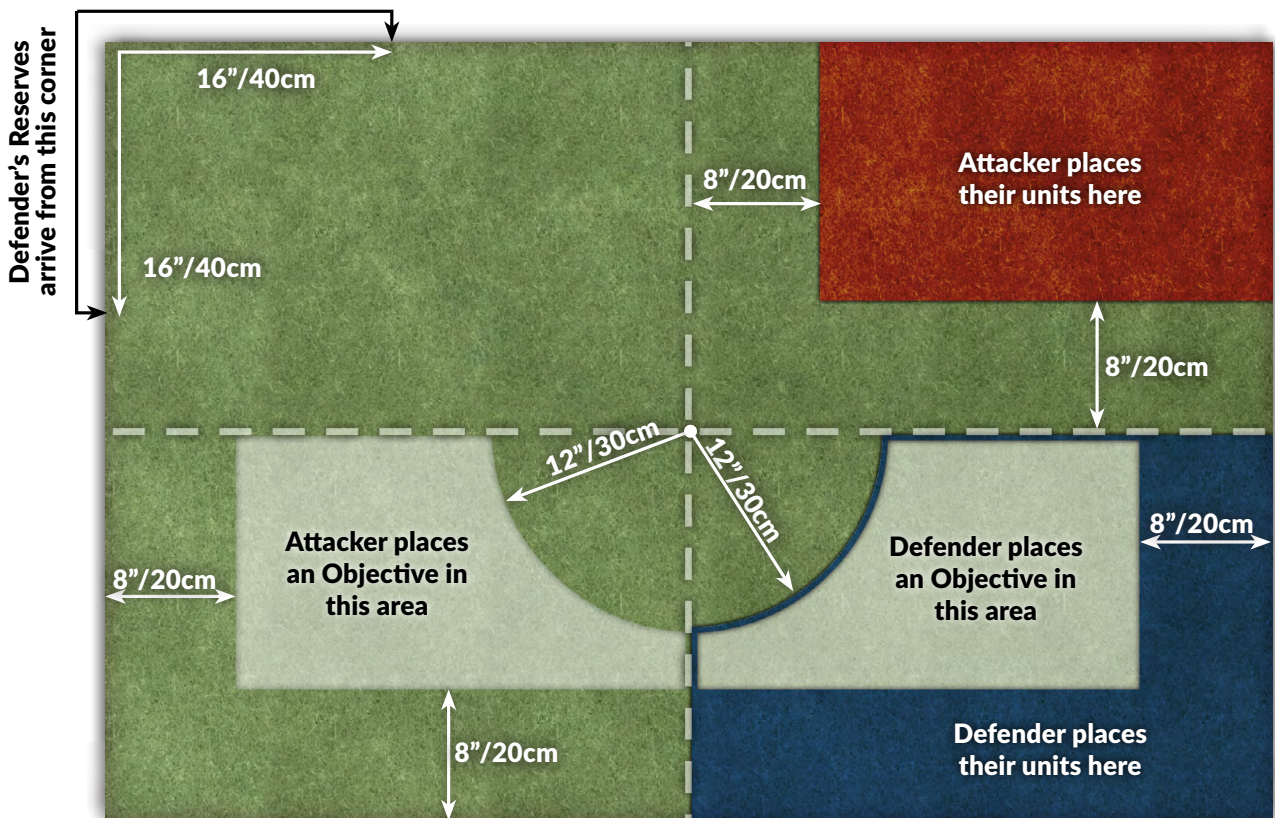 Defender’s Reserves
arrive from this corner
16”/40cm
16”/40cm
8”/20cm
Attacker places
their units here
8”/20cm
12”/30cm
12”/30cm
Attacker places
an Objective in
this area
8”/20cm
Defender places
an Objective in
this area
8”/20cm
8”/20cm
Defender places
their units here